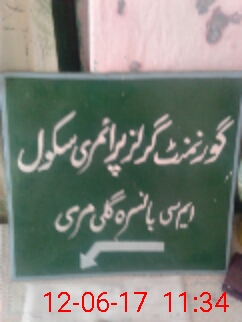 گورنمنٹ گرلز پرائمری سکول
ایم سی بانسرہ گلی مری
12-06-17 11:34